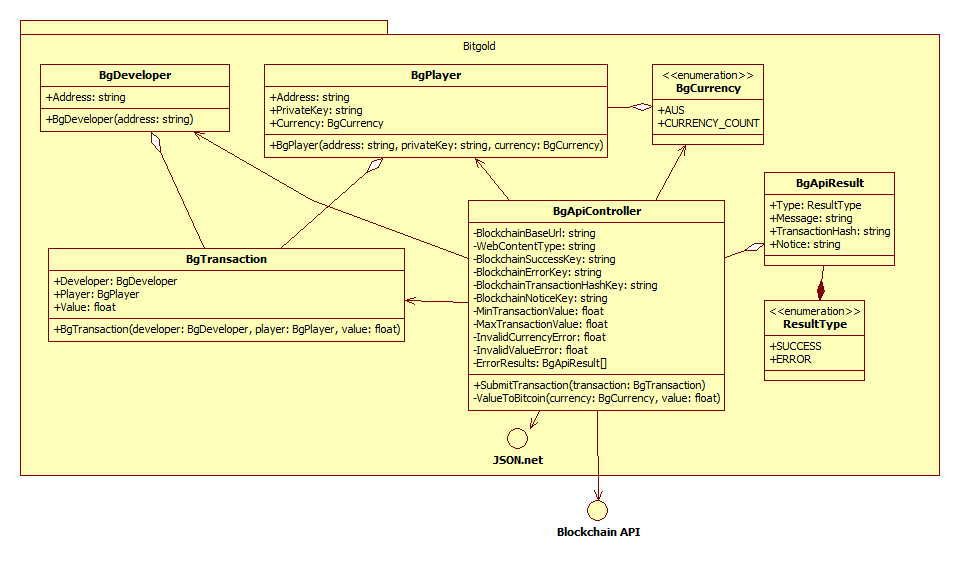 Bitgold
BgDeveloper
+Address: string
+BgDeveloper(address: string)
BgPlayer
+Address: string
+PrivateKey: string
+Currency: BgCurrency
+BgPlayer(address: string, privateKey: string, currency: BgCurrency)
<<enumeration>>
BgCurrency
+AUS
+CURRENCY_COUNT
BgApiResult
+Type: ResultType
+Message: string
+TransactionHash: string
+Notice: string
BgApiController
-BlockchainBaseUrl: string
-WebContentType: string
-BlockchainSuccessKey: string
-BlockchainErrorKey: string
-BlockchainTransactionHashKey: string
-BlockchainNoticeKey: string
-MinTransactionValue: float
-MaxTransactionValue: float
-InvalidCurrencyError: float
-InvalidValueError: float
-ErrorResults: BgApiResult[]
+SubmitTransaction(transaction: BgTransaction)
-ValueToBitcoin(currency: BgCurrency, value: float)
BgTransaction
+Developer: BgDeveloper
+Player: BgPlayer
+Value: float
+BgTransaction(developer: BgDeveloper, player: BgPlayer, value: float)
<<enumeration>>
ResultType
+SUCCESS
+ERROR
JSON.net
Blockchain API